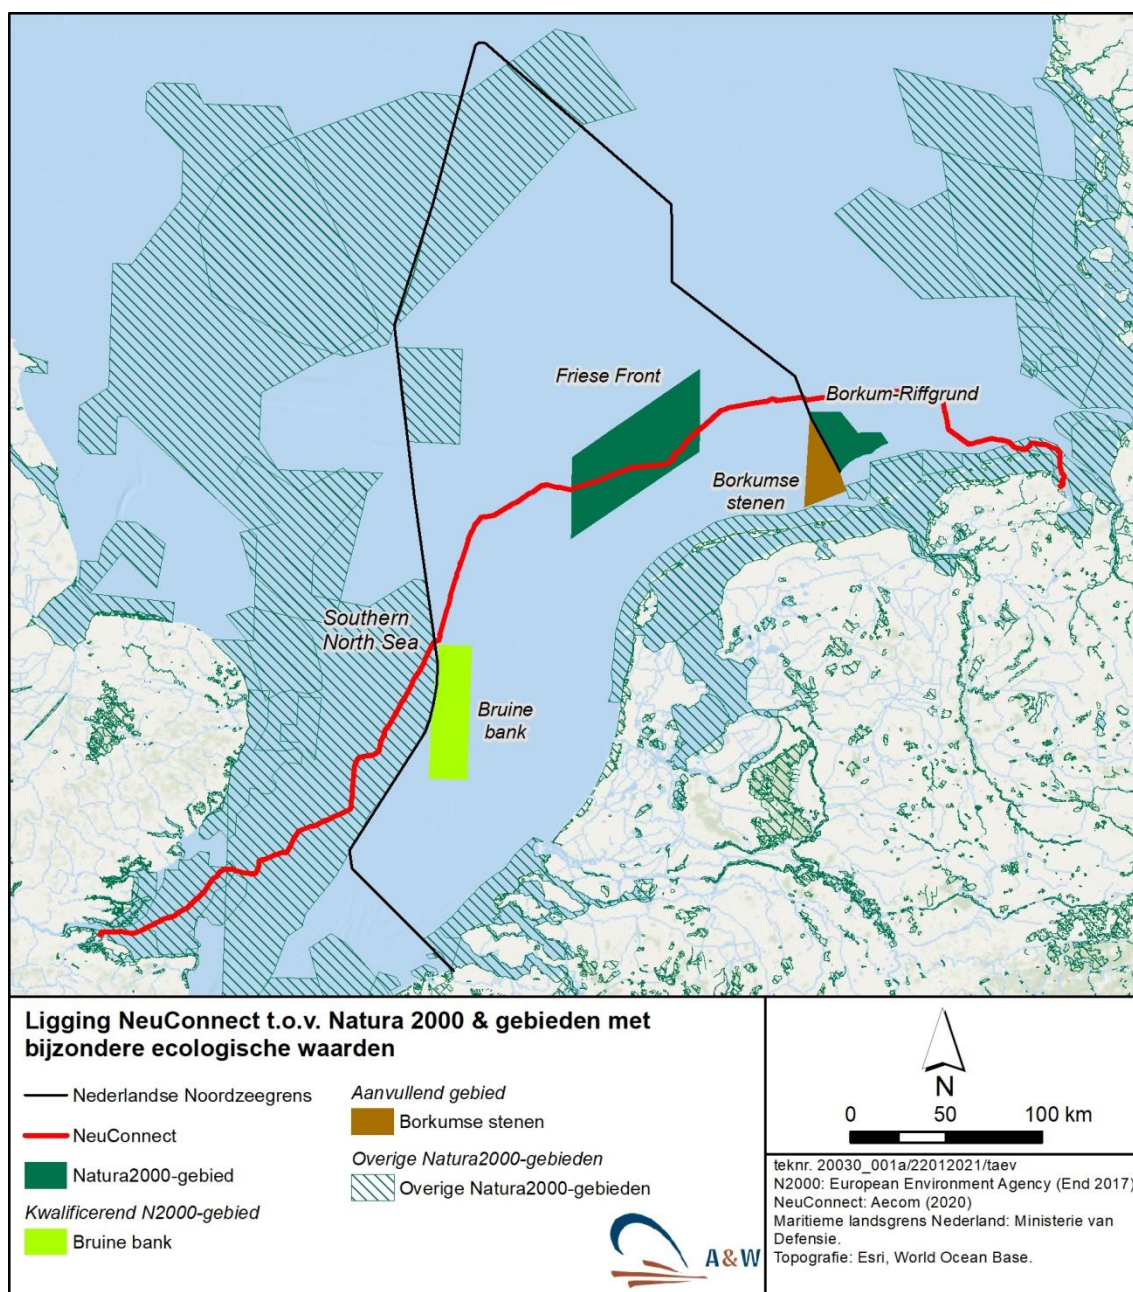 Friese Front
Borkum-Riffgrund
Borkumse
stenen
Southern
North Sea
Bruine
bank
Ligging NeuConnect t.o.v. Natura 2000 & gebieden met
bijzondere ecologische waarden
Nederlandse Noordzeegrens
NeuConnect
Natura2000-gebied
Kwalificerend N2000-gebied
Bruine bank
Aanvullend gebied
Borkumse stenen
Overige Natura2000-gebieden
Overige Natura2000-gebieden
A&W
N
0 50 100 km
teknr. 20030_001a/22012021/taev
N2000: European Environment Agency (End 2017)
NeuConnect: Aecom (2020)
Maritieme landsgrens Nederland: Ministerie van
Defensie.
Topografie: Esri, World Ocean Base.